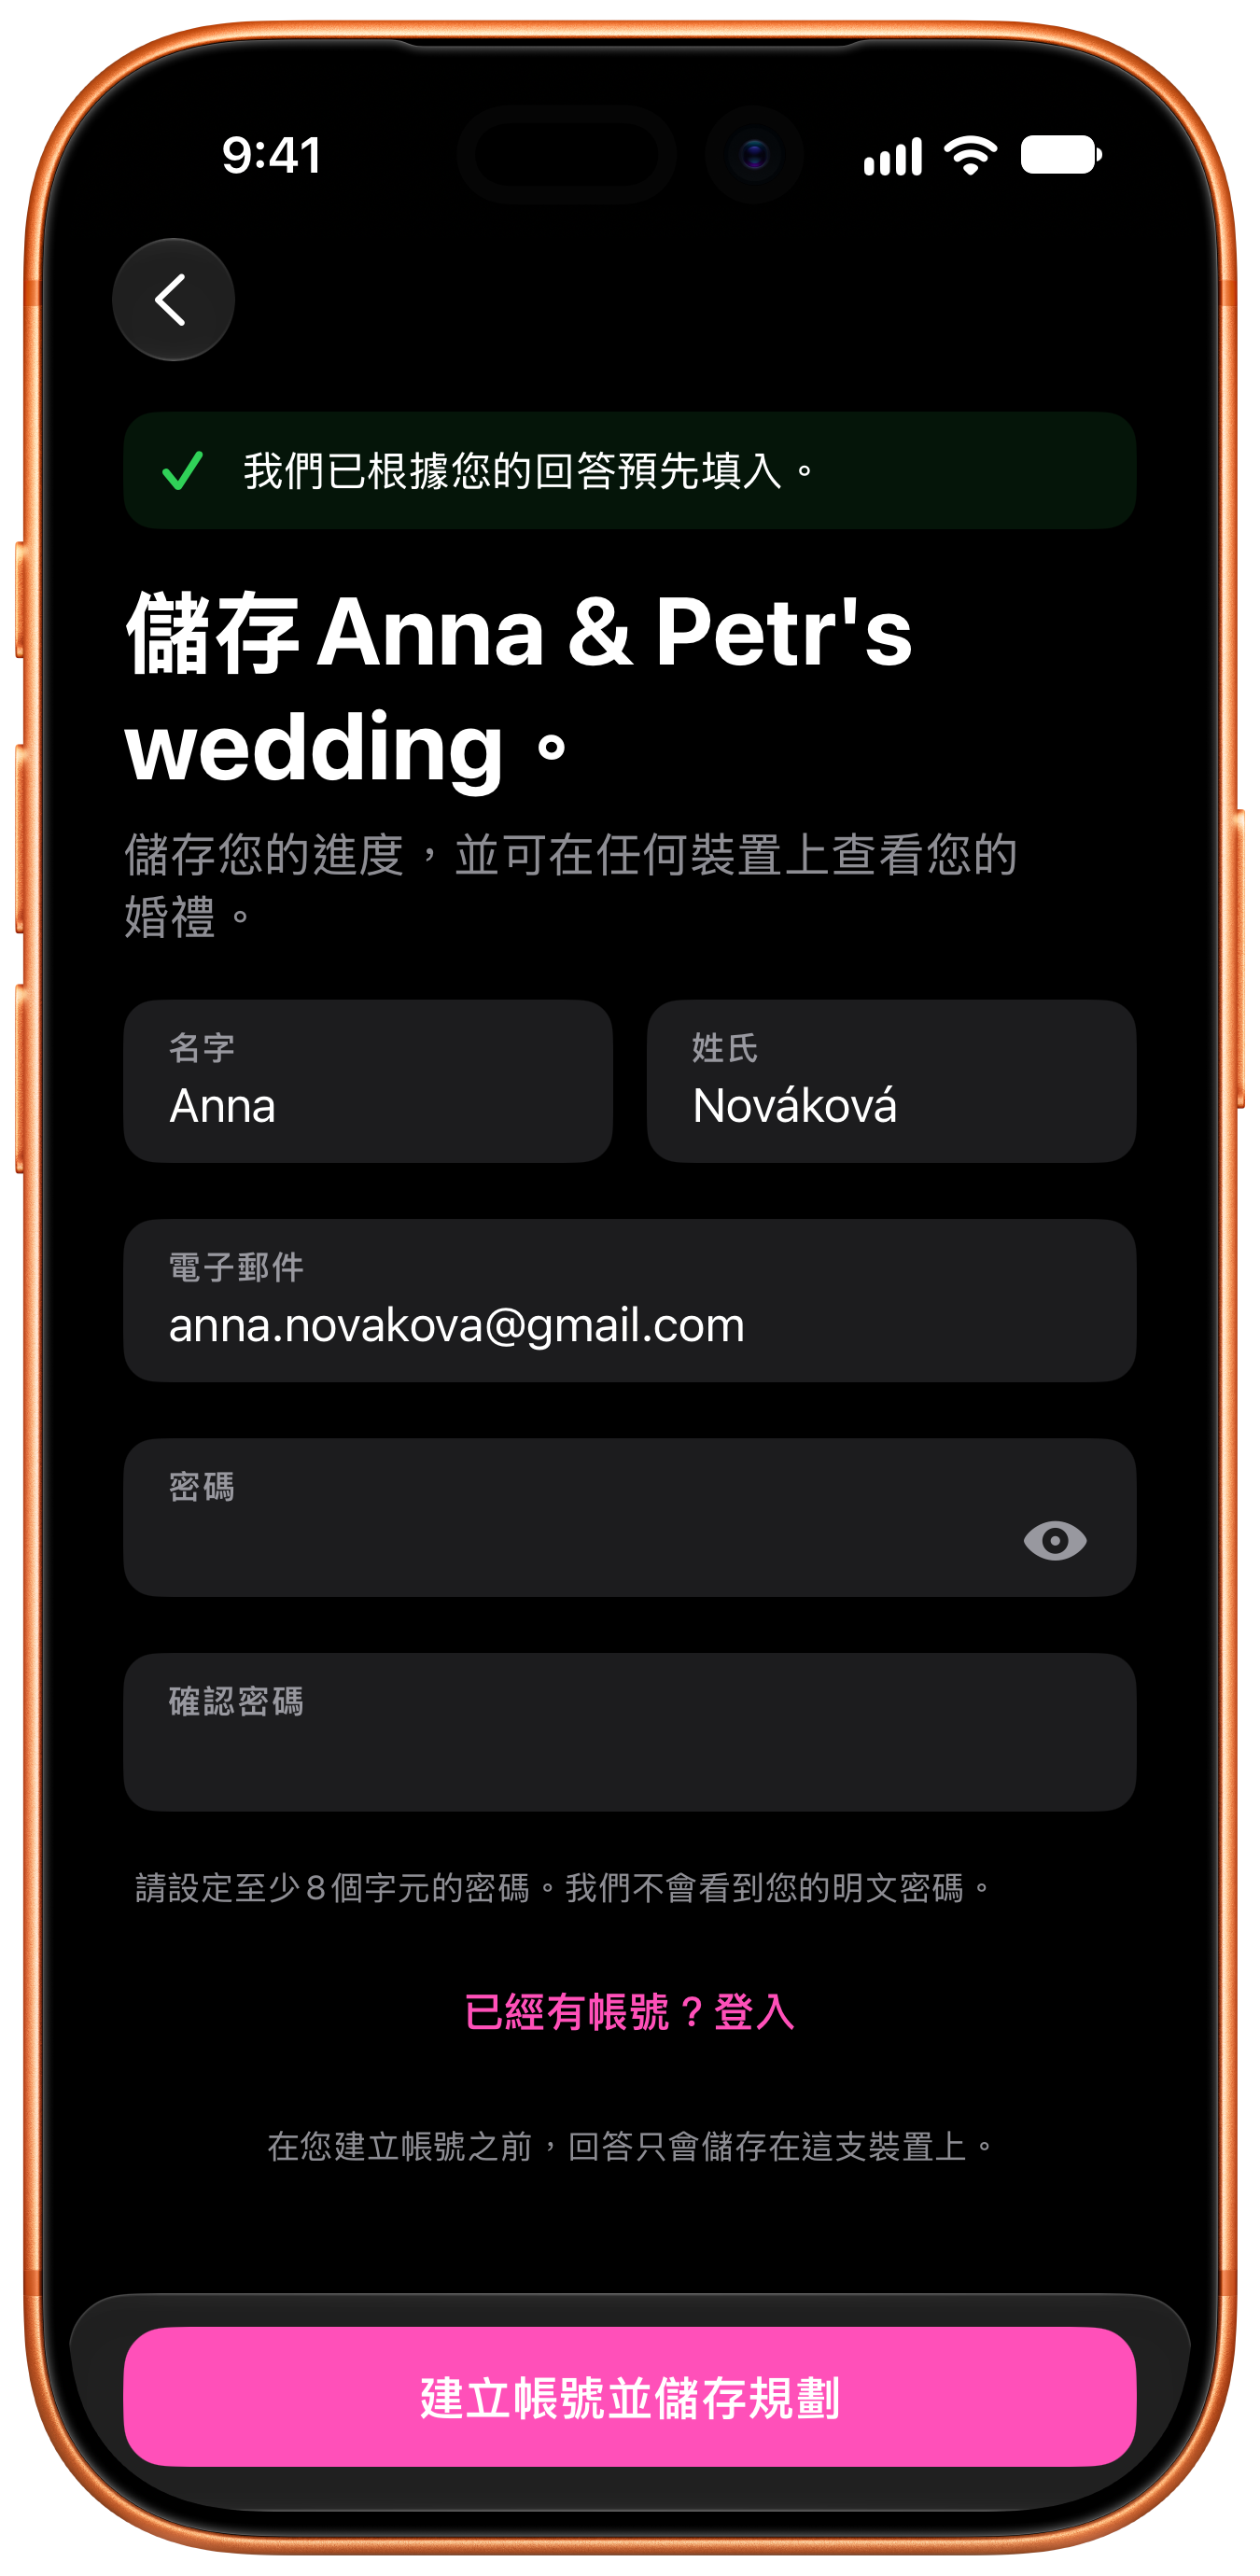 9:41
我們已根據您的回答預先填入。
儲存 Anna & Petr's
wedding。
儲存您的進度，並可在任何裝置上查看您的
婚禮。
名字
Anna
姓氏
Nováková
電子郵件
anna.novakova@gmail.com
密碼
確認密碼
請設定至少 8 個字元的密碼。我們不會看到您的明文密碼。
已經有帳號？登入
在您建立帳號之前，回答只會儲存在這支裝置上。
建立帳號並儲存規劃